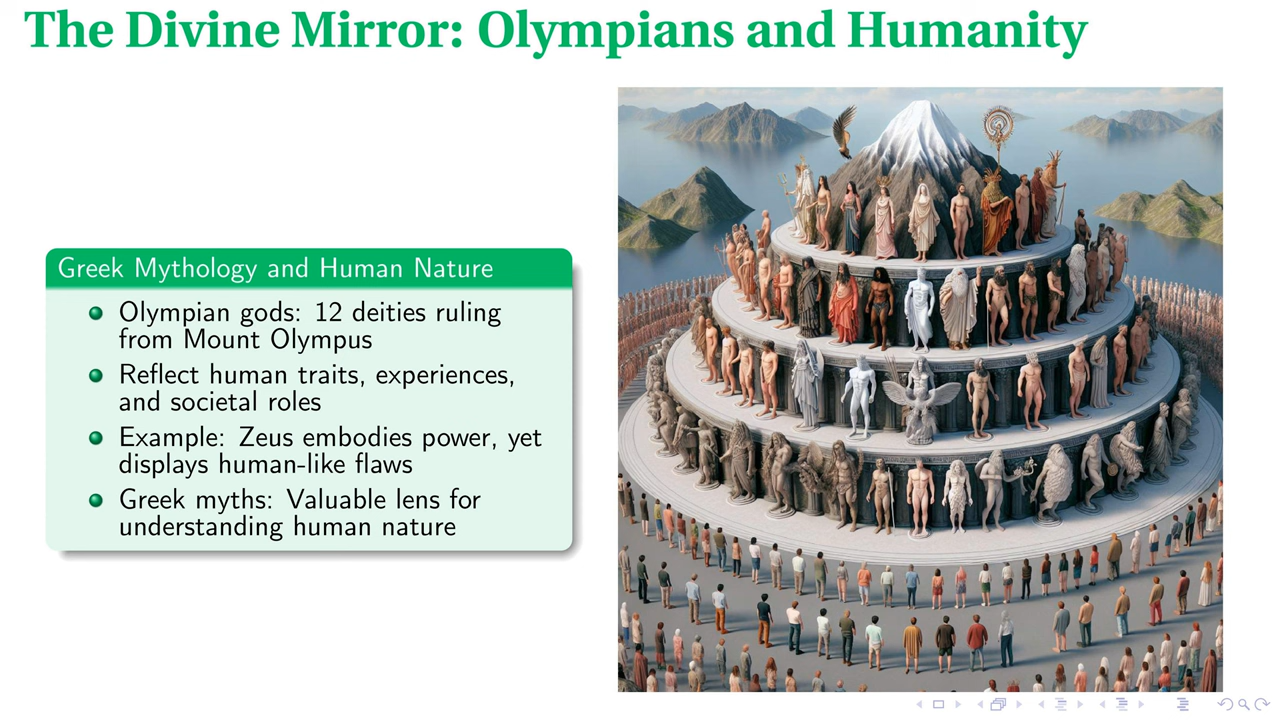 The Divine Mirror: Olympians and Humanity
Greek Mythology and Human Nature
Olympian gods: 12 deities ruling
from Mount Olympus
Reflect human traits, experiences,
and societal roles
Example: Zeus embodies power, yet
displays human-like flaws
Greek myths: Valuable lens for
understanding human nature